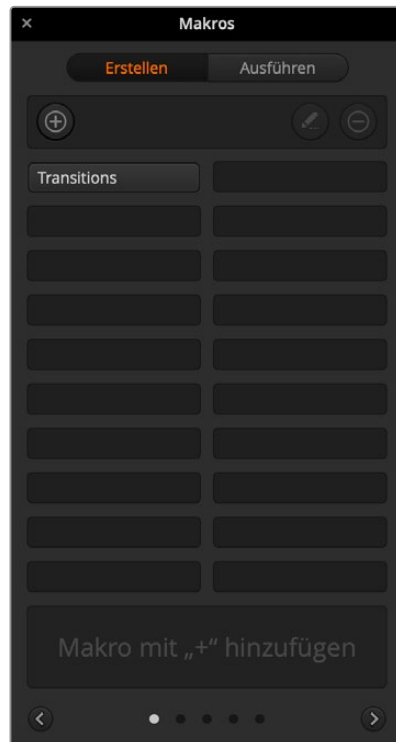 Makros
Erstellen Ausführen
Transitions
Makro mit „+“ hinzufügen